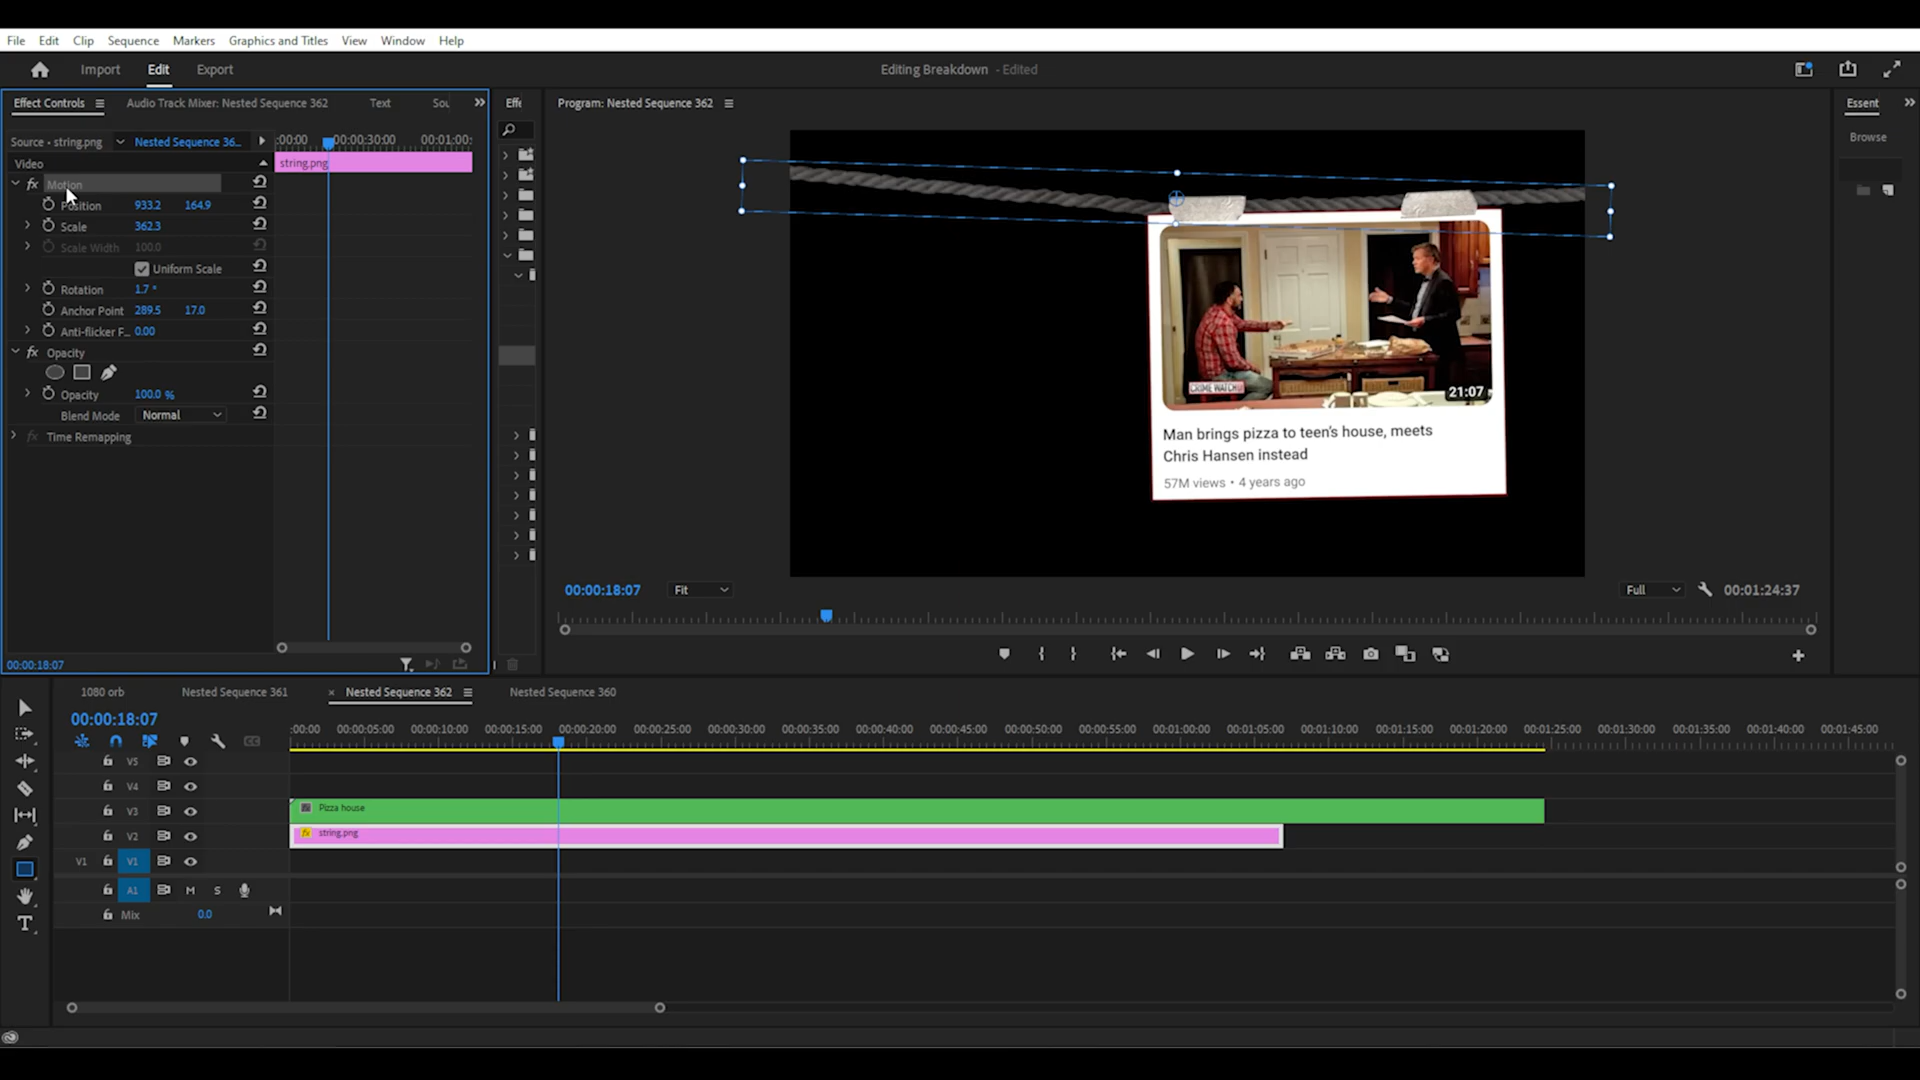 File Edit Clip Sequence Markers Graphics and Titles View Window Help
Import Edit Export Editing Breakdown - Edited
Effect Controls Audio Track Mixer: Nested Sequence 362 Text Sou Effe Program: Nested Sequence 362 Essent
Source • string.png Nested Sequence 36... :00:00 00:00:30:00 00:01:00: Browse
Video string.png
fx Motion
Position 933.2 164.9
Scale 362.3
Scale Width 100.0
Uniform Scale
Rotation 1.7 °
Anchor Point 289.5 17.0
Anti-flicker F... 0.00
fx Opacity
Opacity 100.0 %
Blend Mode Normal
fx Time Remapping
CRIME WATCH
21:07
Man brings pizza to teen's house, meets
Chris Hansen instead
57M views • 4 years ago
00:00:18:07 Fit Full 00:01:24:37
00:00:18:07
1080 orb Nested Sequence 361 × Nested Sequence 362 Nested Sequence 360
00:00:18:07
:00:00 00:00:05:00 00:00:10:00 00:00:15:00 00:00:20:00 00:00:25:00 00:00:30:00 00:00:35:00 00:00:40:00 00:00:45:00 00:00:50:00 00:00:55:00 00:01:00:00 00:01:05:00 00:01:10:00 00:01:15:00 00:01:20:00 00:01:25:00 00:01:30:00 00:01:35:00 00:01:40:00 00:01:45:00
V5
V4
V3 Pizza house
V2 fx string.png
V1 V1
A1 M S
Mix 0.0